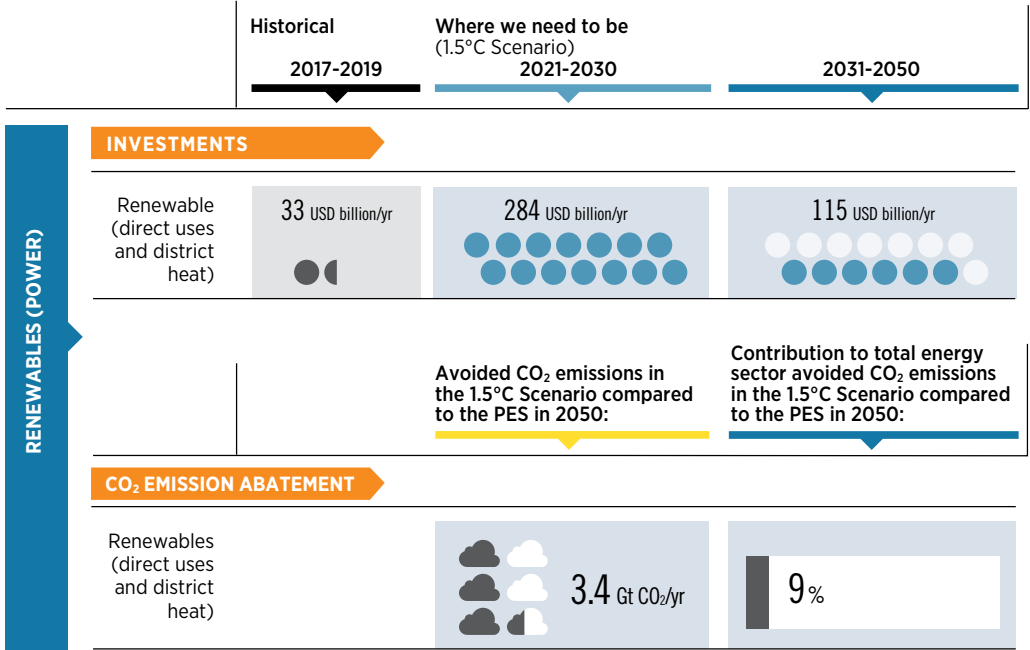 Historical
Where we need to be
(1.5°C Scenario)
2017-2019
2021-2030
2031-2050
RENEWABLES (POWER)
INVESTMENTS
Renewable
(direct uses
and district
heat)
33 USD billion/yr
284 USD billion/yr
115 USD billion/yr
Avoided CO₂ emissions in
the 1.5°C Scenario compared
to the PES in 2050:
Contribution to total energy
sector avoided CO₂ emissions
in the 1.5°C Scenario compared
to the PES in 2050:
CO₂ EMISSION ABATEMENT
Renewables
(direct uses
and district
heat)
3.4 Gt CO₂/yr
9%